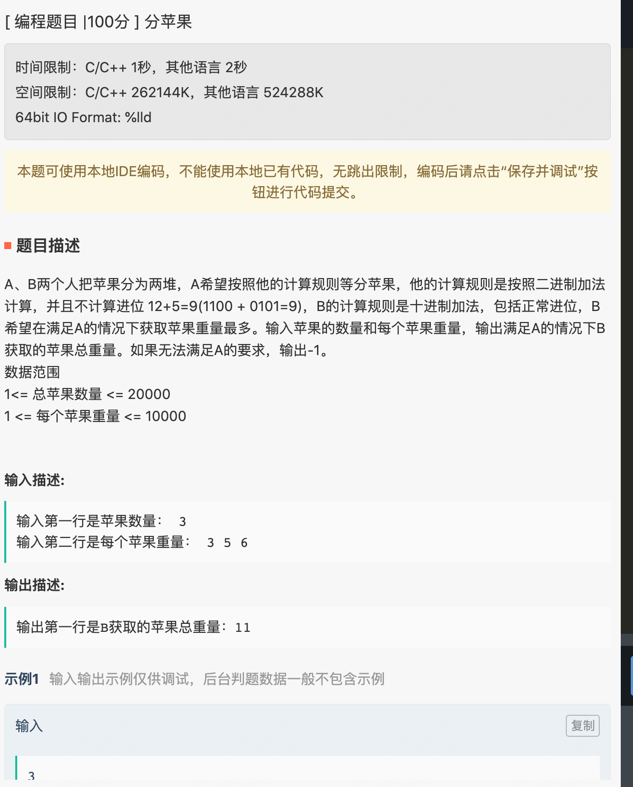 [ 编程题目 |100分 ] 分苹果
时间限制：C/C++ 1秒，其他语言 2秒
空间限制：C/C++ 262144K，其他语言 524288K
64bit IO Format: %lld
本题可使用本地IDE编码，不能使用本地已有代码，无跳出限制，编码后请点击“保存并调试”按
钮进行代码提交。
题目描述
A、B两个人把苹果分为两堆，A希望按照他的计算规则等分苹果，他的计算规则是按照二进制加法
计算，并且不计算进位 12+5=9(1100 + 0101=9)，B的计算规则是十进制加法，包括正常进位，B
希望在满足A的情况下获取苹果重量最多。输入苹果的数量和每个苹果重量，输出满足A的情况下B
获取的苹果总重量。如果无法满足A的要求，输出-1。
数据范围
1<= 总苹果数量 <= 20000
1 <= 每个苹果重量 <= 10000
输入描述:
输入第一行是苹果数量： 3
输入第二行是每个苹果重量： 3 5 6
输出描述:
输出第一行是B获取的苹果总重量：11
示例1 输入输出示例仅供调试，后台判题数据一般不包含示例
输入 复制
3